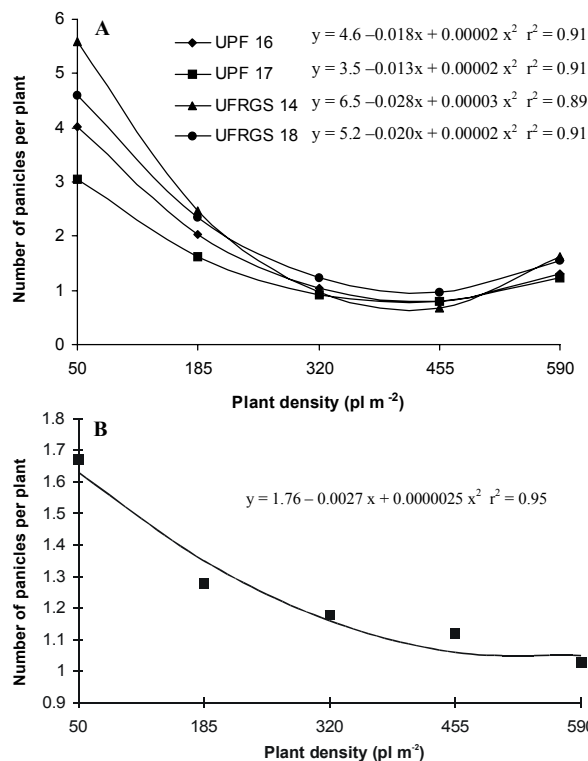 A
6
5
4
3
2
1
0
Number of panicles per plant
UPF 16 y = 4.6 –0.018x + 0.00002 x² r² = 0.91
UPF 17 y = 3.5 –0.013x + 0.00002 x² r² = 0.91
UFRGS 14 y = 6.5 –0.028x + 0.00003 x² r² = 0.89
UFRGS 18 y = 5.2 –0.020x + 0.00002 x² r² = 0.91
50 185 320 455 590
Plant density (pl m⁻²)
B
1.8
1.7
1.6
1.5
1.4
1.3
1.2
1.1
1
0.9
Number of panicles per plant
y = 1.76 – 0.0027 x + 0.0000025 x² r² = 0.95
50 185 320 455 590
Plant density (pl m⁻²)